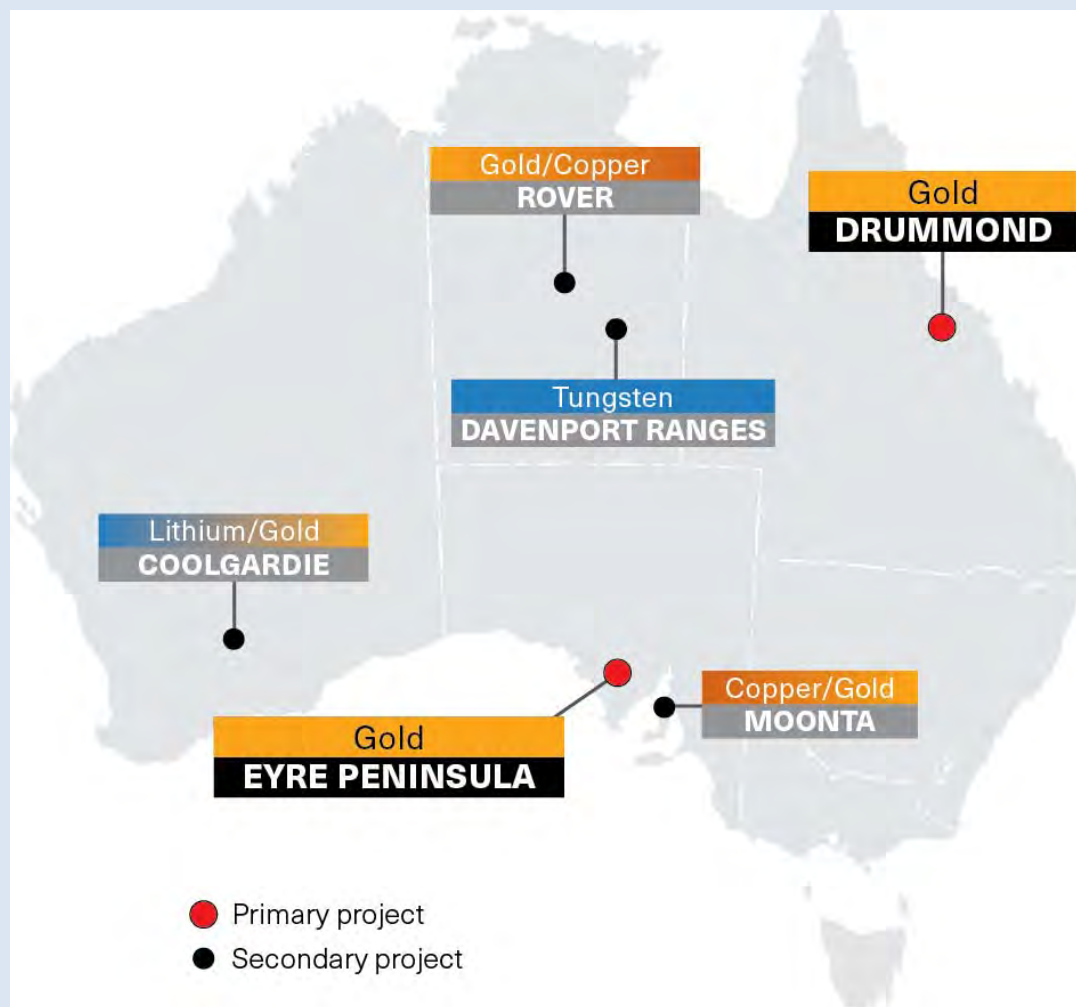 Gold/Copper
ROVER
Gold
DRUMMOND
Tungsten
DAVENPORT RANGES
Lithium/Gold
COOLGARDIE
Copper/Gold
MOONTA
Gold
EYRE PENINSULA
Primary project
Secondary project